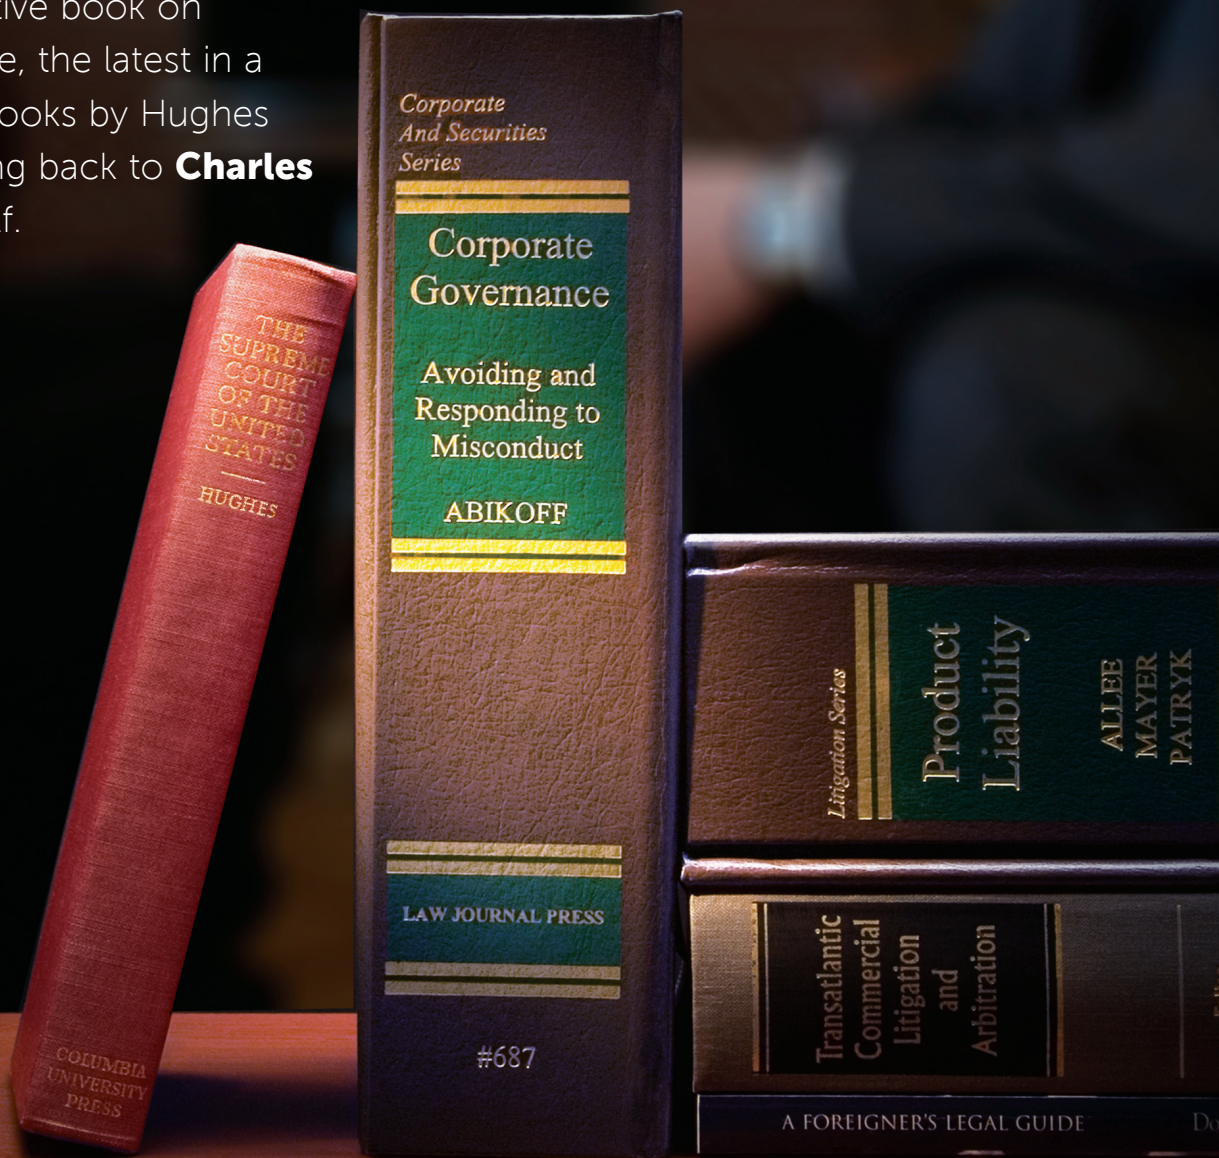 book on
the latest in a
by Hughes
back to Charles
Corporate
And Securities
Series
Corporate
Governance
Avoiding and
Responding to
Misconduct
ABIKOFF
LAW JOURNAL PRESS
#687
THE
SUPREME
COURT
OF THE
UNITED
STATES
HUGHES
COLUMBIA
UNIVERSITY
PRESS
Litigation Series
Product
Liability
ALLEE
MAYER
PATRYK
Transatlantic
Commercial
Litigation
and
Arbitration
A FOREIGNER'S LEGAL GUIDE